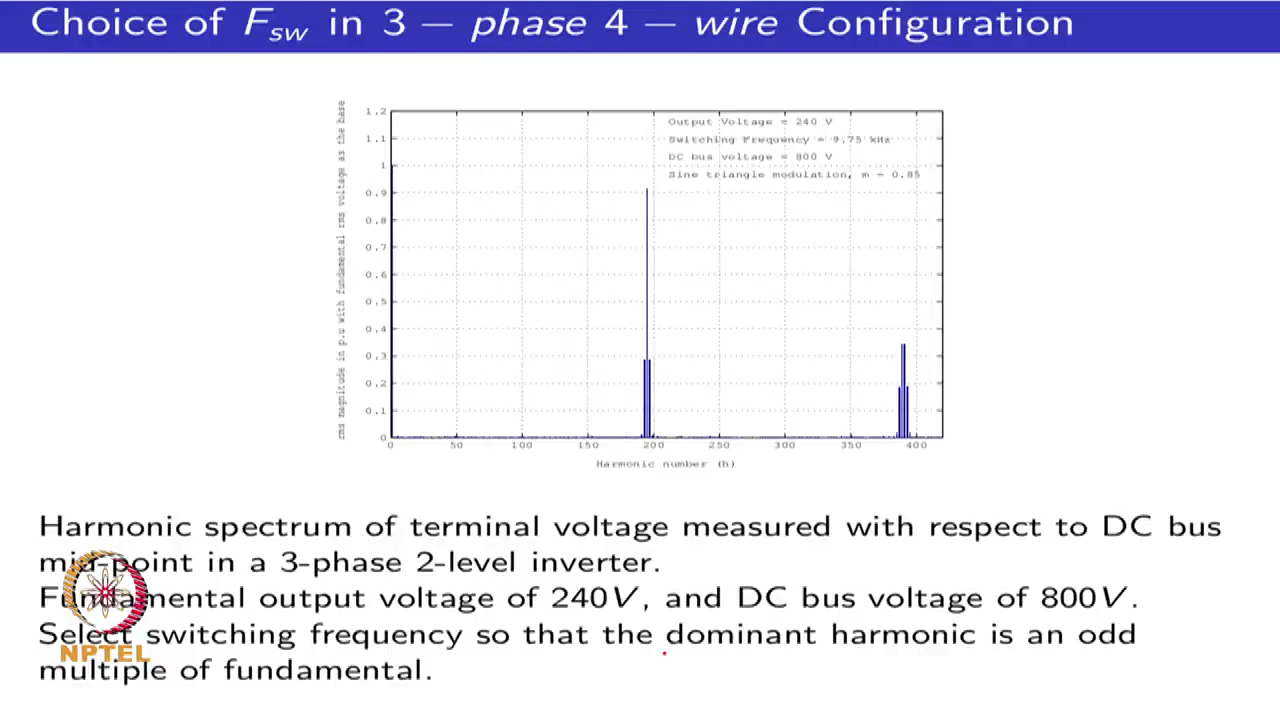 Choice of Fsw in 3 − phase 4 − wire Configuration
rms magnitude in p.u with fundamental rms voltage as the base
1.2
1.1
1
0.9
0.8
0.7
0.6
0.5
0.4
0.3
0.2
0.1
0
Output Voltage = 240 V
Switching Frequency = 9.75 kHz
DC bus voltage = 800 V
Sine triangle modulation, m = 0.85
0 50 100 150 200 250 300 350 400
Harmonic number (h)
Harmonic spectrum of terminal voltage measured with respect to DC bus
mid-point in a 3-phase 2-level inverter.
Fundamental output voltage of 240V, and DC bus voltage of 800V.
Select switching frequency so that the dominant harmonic is an odd
multiple of fundamental.
NPTEL